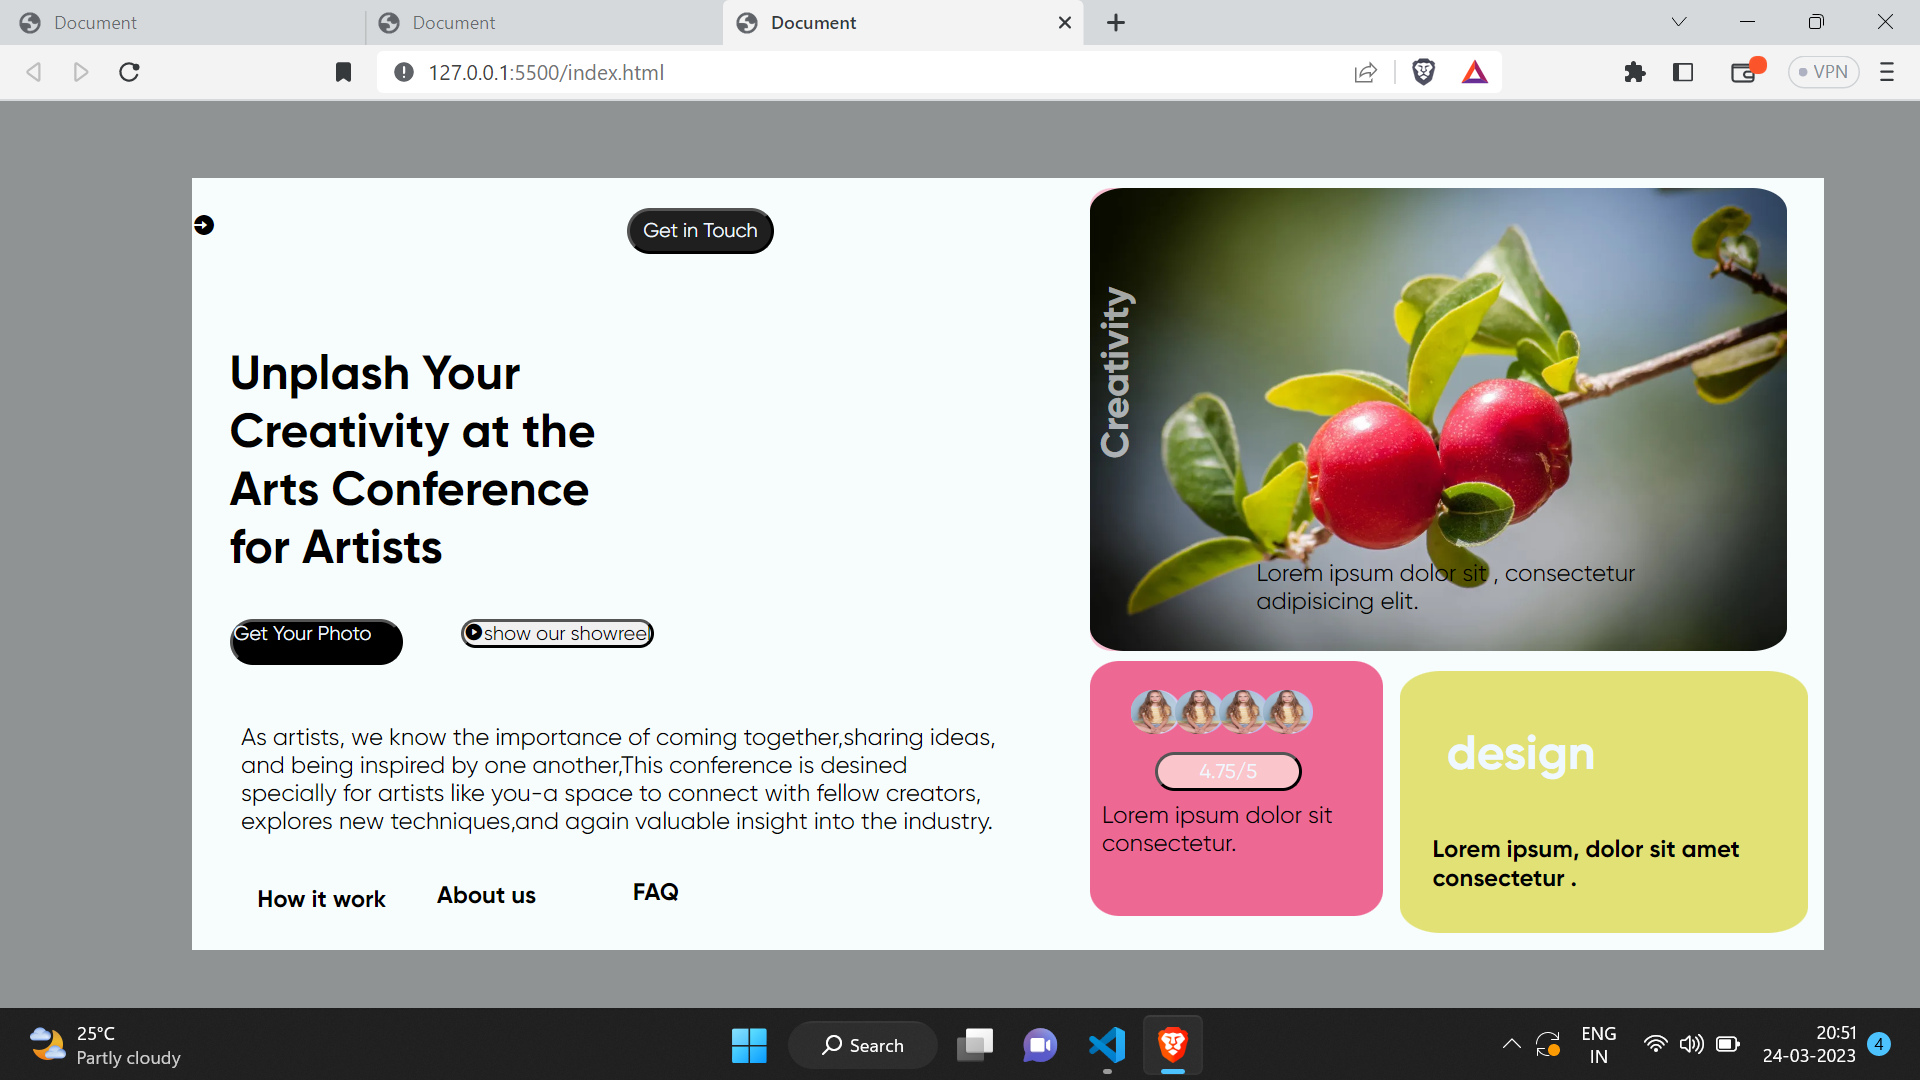 Document
Document
Document
127.0.0.1:5500/index.html
VPN
Get in Touch
Unplash Your
Creativity at the
Arts Conference
for Artists
Get Your Photo
show our showreel
As artists, we know the importance of coming together,sharing ideas,
and being inspired by one another,This conference is desined
specially for artists like you-a space to connect with fellow creators,
explores new techniques,and again valuable insight into the industry.
How it work
About us
FAQ
Creativity
Lorem ipsum dolor sit , consectetur
adipisicing elit.
4.75/5
Lorem ipsum dolor sit
consectetur.
design
Lorem ipsum, dolor sit amet
consectetur .
25°C
Partly cloudy
Search
ENG
IN
20:51
24-03-2023
4